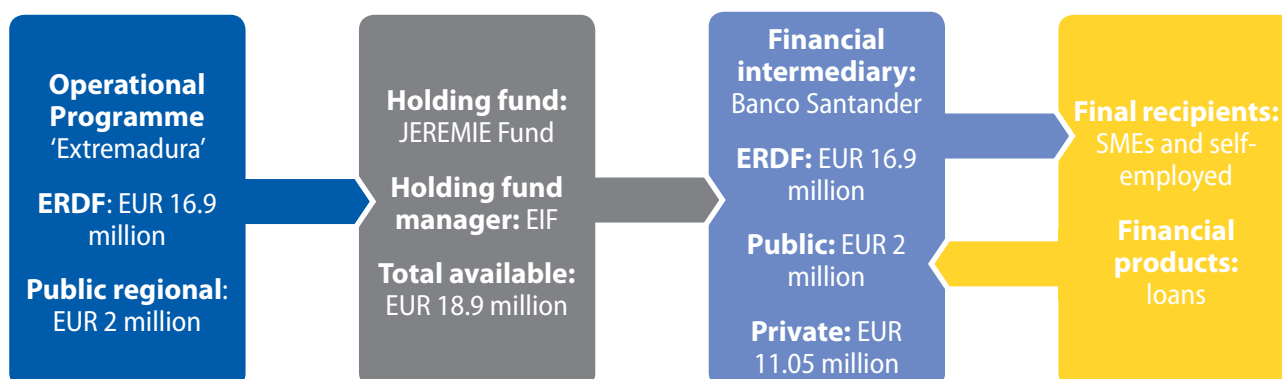 Operational
Programme
‘Extremadura’
ERDF: EUR 16.9
million
Public regional:
EUR 2 million
Holding fund:
JEREMIE Fund
Holding fund
manager: EIF
Total available:
EUR 18.9 million
Financial
intermediary:
Banco Santander
ERDF: EUR 16.9
million
Public: EUR 2
million
Private: EUR
11.05 million
Final recipients:
SMEs and self-
employed
Financial
products:
loans